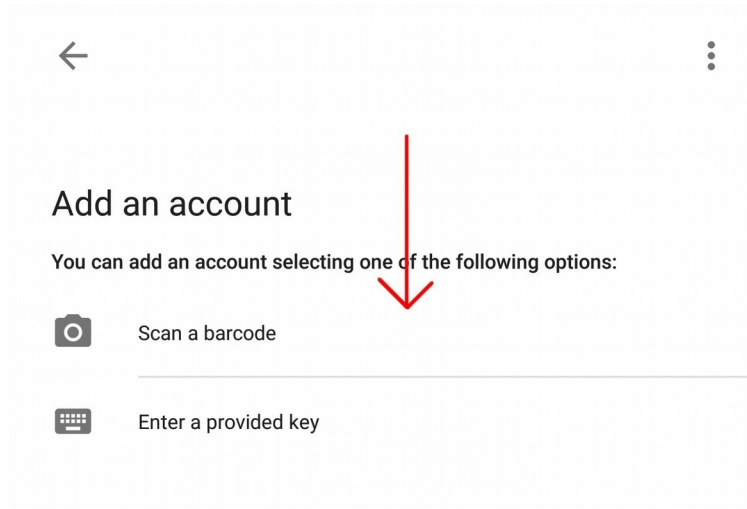 Add an account
You can add an account selecting one of the following options:
Scan a barcode
Enter a provided key